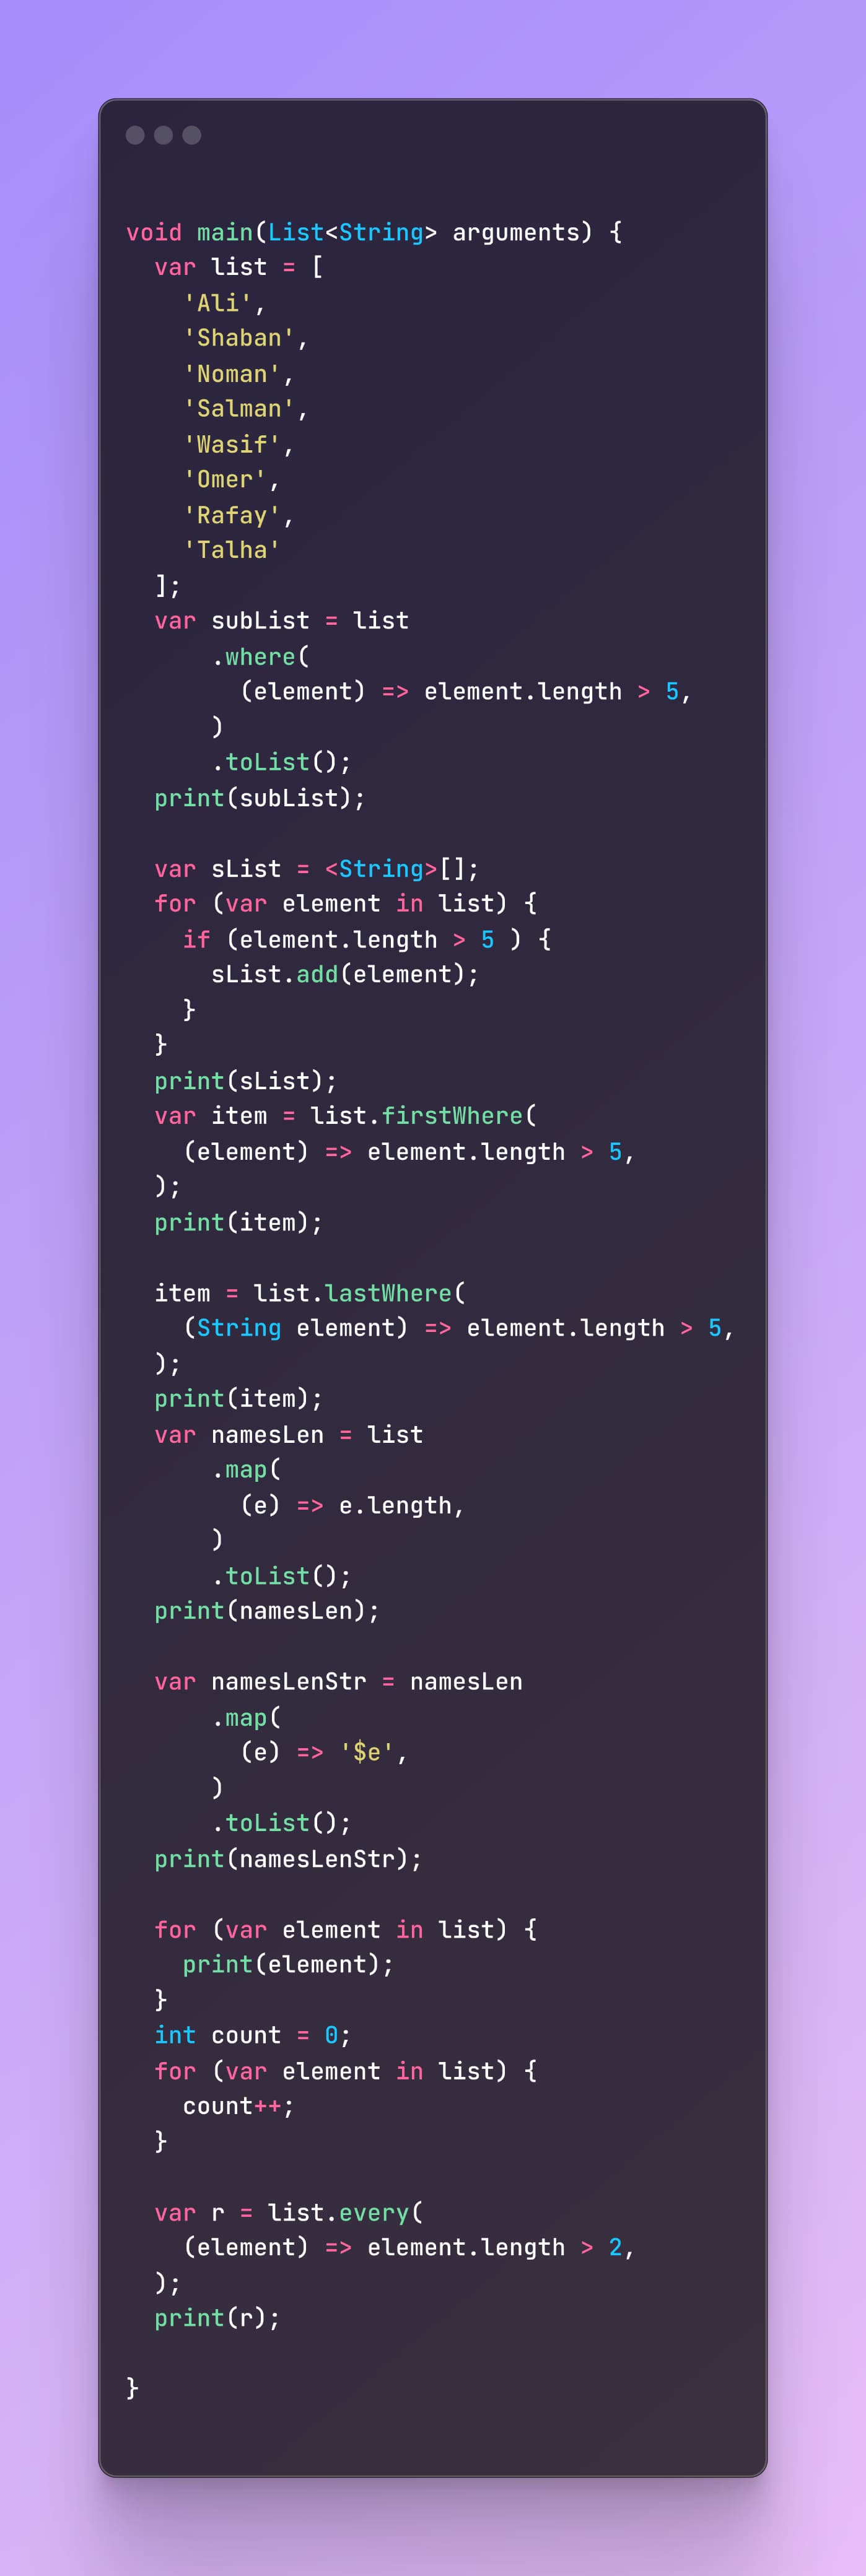 void main(List<String> arguments) {
  var list = [
    'Ali',
    'Shaban',
    'Noman',
    'Salman',
    'Wasif',
    'Omer',
    'Rafay',
    'Talha'
  ];
  var subList = list
      .where(
        (element) => element.length > 5,
      )
      .toList();
  print(subList);

  var sList = <String>[];
  for (var element in list) {
    if (element.length > 5 ) {
      sList.add(element);
    }
  }
  print(sList);
  var item = list.firstWhere(
    (element) => element.length > 5,
  );
  print(item);

  item = list.lastWhere(
    (String element) => element.length > 5,
  );
  print(item);
  var namesLen = list
      .map(
        (e) => e.length,
      )
      .toList();
  print(namesLen);

  var namesLenStr = namesLen
      .map(
        (e) => '$e',
      )
      .toList();
  print(namesLenStr);

  for (var element in list) {
    print(element);
  }
  int count = 0;
  for (var element in list) {
    count++;
  }

  var r = list.every(
    (element) => element.length > 2,
  );
  print(r);

}